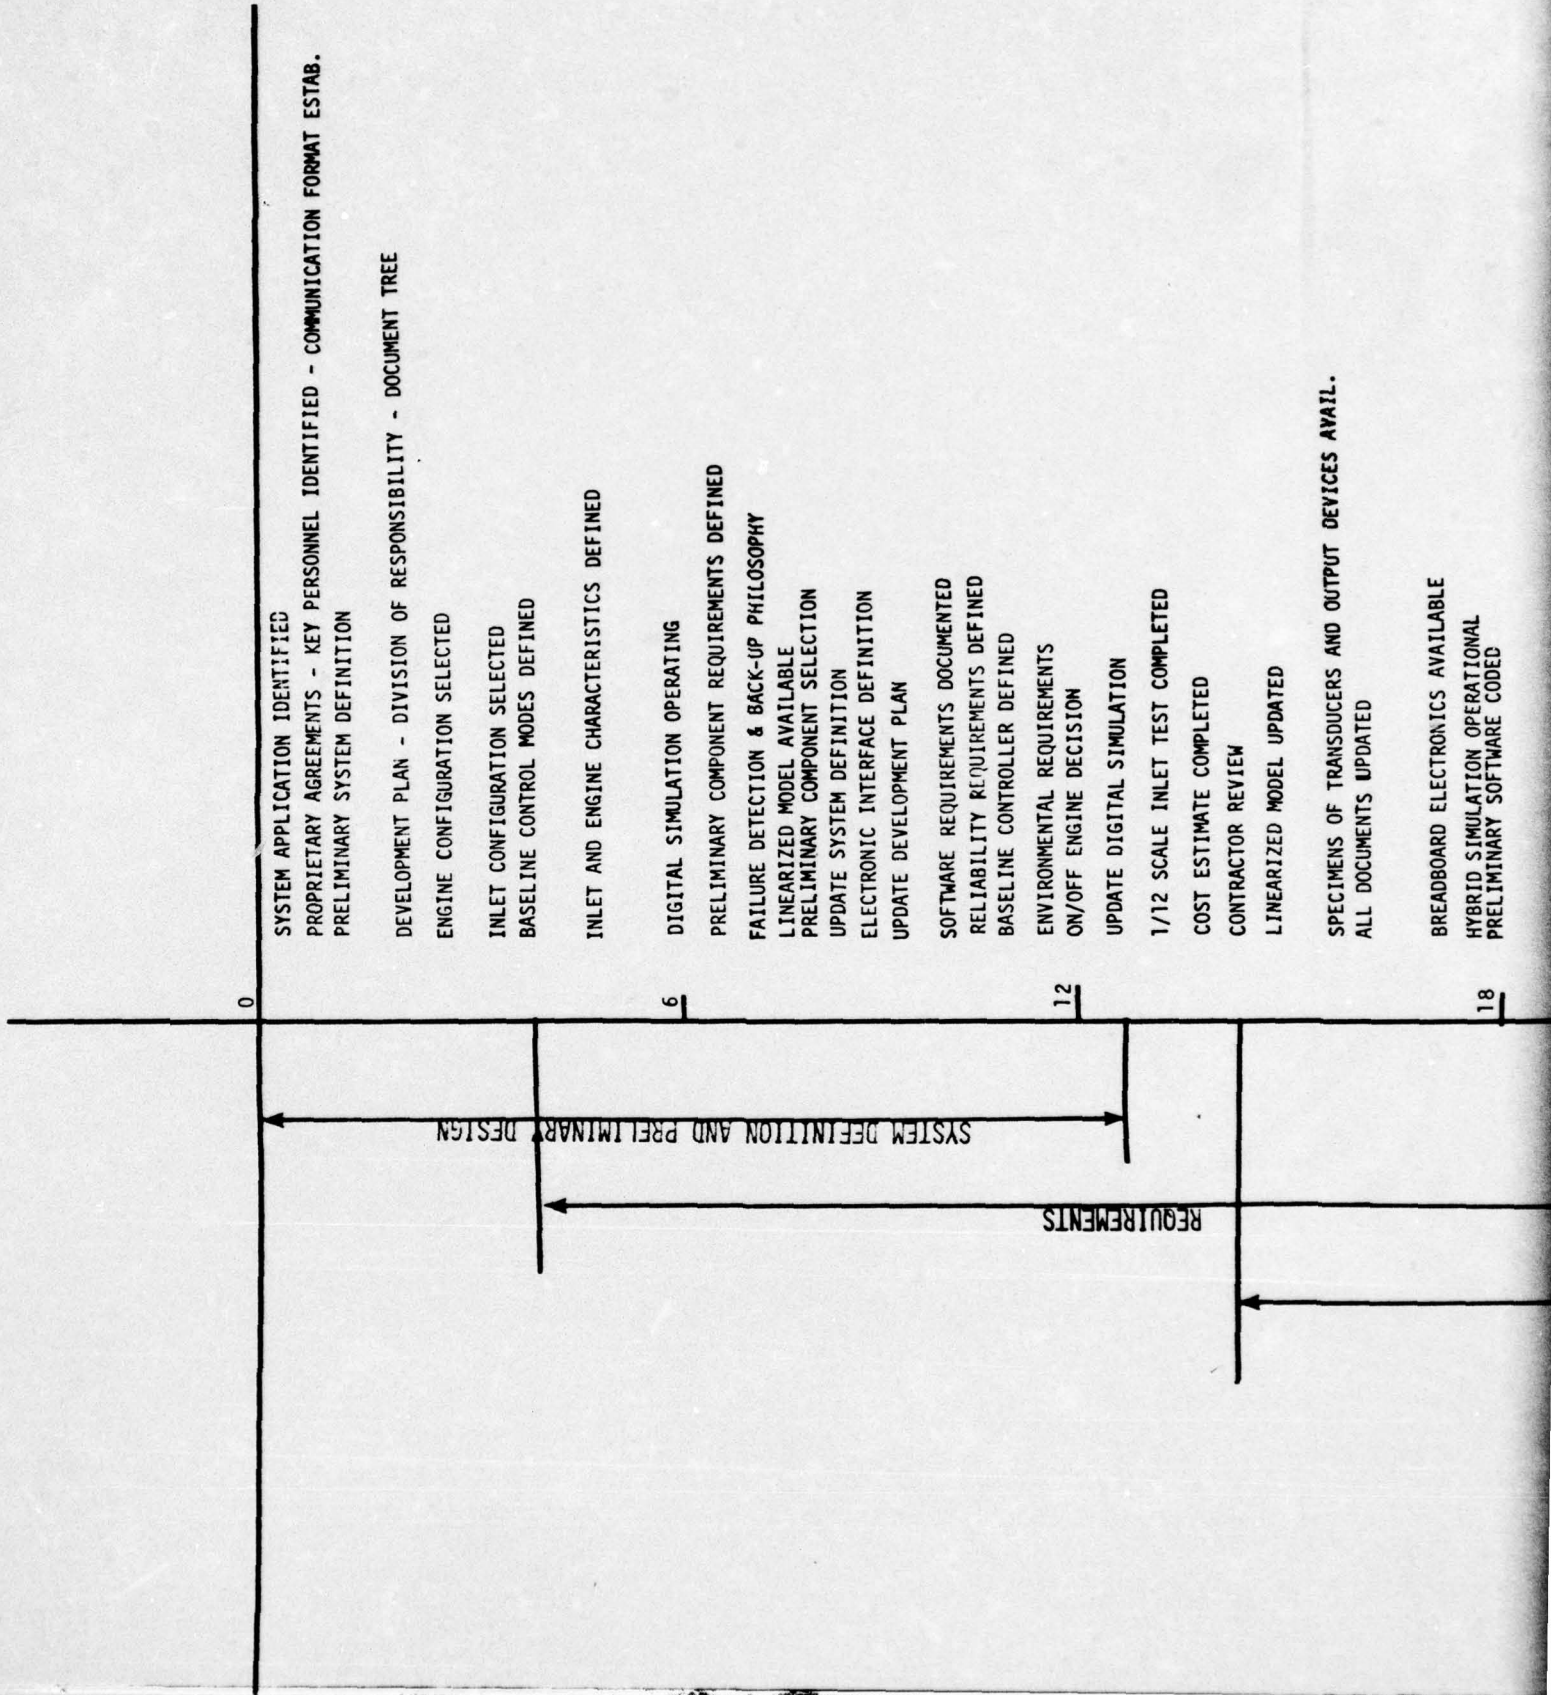 0
SYSTEM APPLICATION IDENTIFIED
PROPRIETARY AGREEMENTS - KEY PERSONNEL IDENTIFIED - COMMUNICATION FORMAT ESTAB.
PRELIMINARY SYSTEM DEFINITION
DEVELOPMENT PLAN - DIVISION OF RESPONSIBILITY - DOCUMENT TREE
ENGINE CONFIGURATION SELECTED
INLET CONFIGURATION SELECTED
BASELINE CONTROL MODES DEFINED
INLET AND ENGINE CHARACTERISTICS DEFINED
6
DIGITAL SIMULATION OPERATING
PRELIMINARY COMPONENT REQUIREMENTS DEFINED
FAILURE DETECTION & BACK-UP PHILOSOPHY
LINEARIZED MODEL AVAILABLE
PRELIMINARY COMPONENT SELECTION
UPDATE SYSTEM DEFINITION
ELECTRONIC INTERFACE DEFINITION
UPDATE DEVELOPMENT PLAN
SOFTWARE REQUIREMENTS DOCUMENTED
RELIABILITY REQUIREMENTS DEFINED
BASELINE CONTROLLER DEFINED
ENVIRONMENTAL REQUIREMENTS
12
ON/OFF ENGINE DECISION
UPDATE DIGITAL SIMULATION
1/12 SCALE INLET TEST COMPLETED
COST ESTIMATE COMPLETED
CONTRACTOR REVIEW
LINEARIZED MODEL UPDATED
SPECIMENS OF TRANSDUCERS AND OUTPUT DEVICES AVAIL.
ALL DOCUMENTS UPDATED
BREADBOARD ELECTRONICS AVAILABLE
HYBRID SIMULATION OPERATIONAL
18
PRELIMINARY SOFTWARE CODED
SYSTEM DEFINITION AND PRELIMINARY DESIGN
REQUIREMENTS